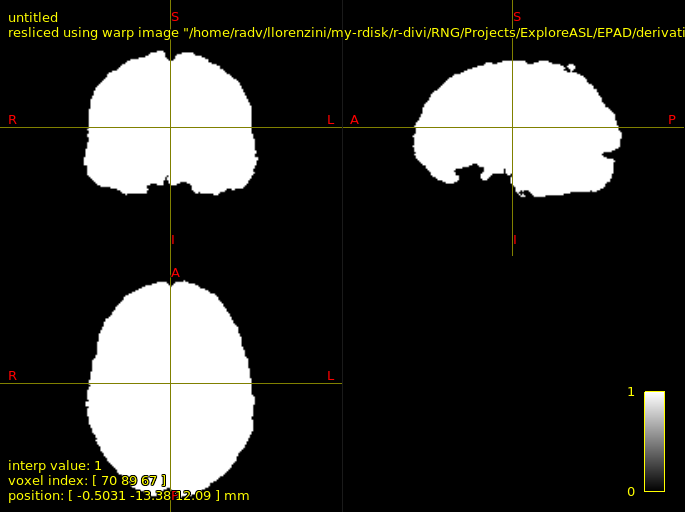 untitled
resliced using warp image "/home/radv/llorenzini/my-rdisk/r-divi/RNG/Projects/ExploreASL/EPAD/derivati
S
S
R
L
A
P
I
I
A
R
L
1
interp value: 1
voxel index: [ 70 89 67 ]
0
position: [ -0.5031 -13.38 12.09 ] mm
P